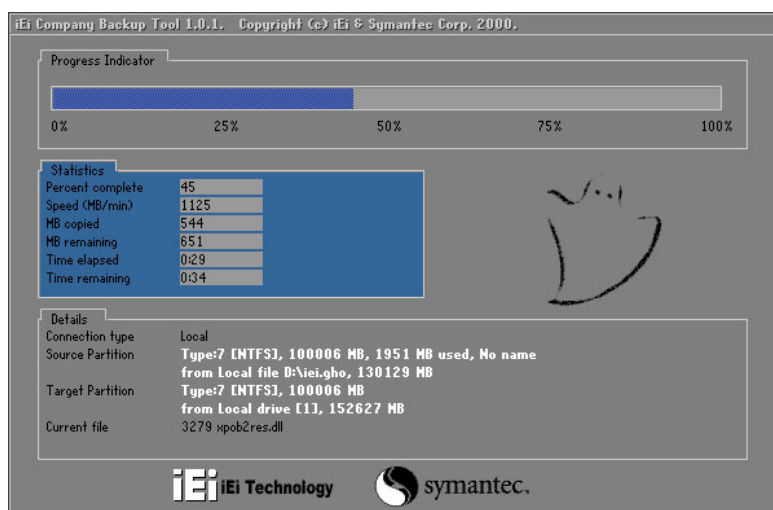 iEi Company Backup Tool 1.0.1. Copyright (c) iEi & Symantec Corp. 2000.
Progress Indicator
0% 25% 50% 75% 100%
Statistics
Percent complete 45
Speed (MB/min) 1125
MB copied 544
MB remaining 651
Time elapsed 0:29
Time remaining 0:34
Details
Connection type Local
Source Partition Type:7 [NTFS], 100006 MB, 1951 MB used, No name
from Local file D:\iei.gho, 130129 MB
Target Partition Type:7 [NTFS], 100006 MB
from Local drive [1], 152627 MB
Current file 3279 xpob2res.dll
iEi iEi Technology symantec.